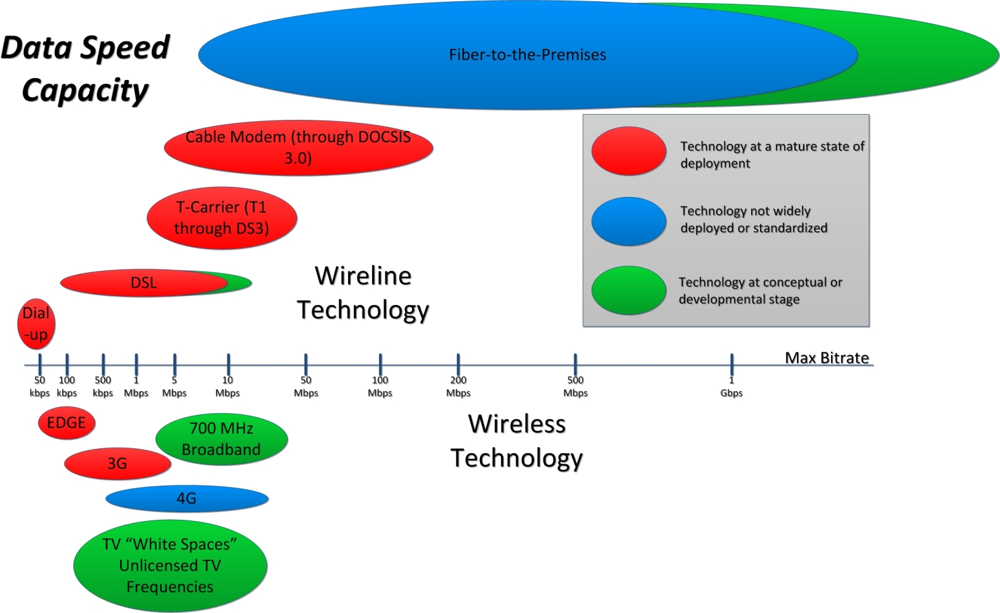 Data Speed
Capacity
Fiber-to-the-Premises
Cable Modem (through DOCSIS
3.0)
T-Carrier (T1
through DS3)
DSL
Dial
-up
Wireline
Technology
Technology at a mature state of
deployment
Technology not widely
deployed or standardized
Technology at conceptual or
developmental stage
Max Bitrate
50
kbps
100
kbps
500
kbps
1
Mbps
5
Mbps
10
Mbps
50
Mbps
100
Mbps
200
Mbps
500
Mbps
1
Gbps
EDGE
700 MHz
Broadband
3G
4G
TV “White Spaces”
Unlicensed TV
Frequencies
Wireless
Technology